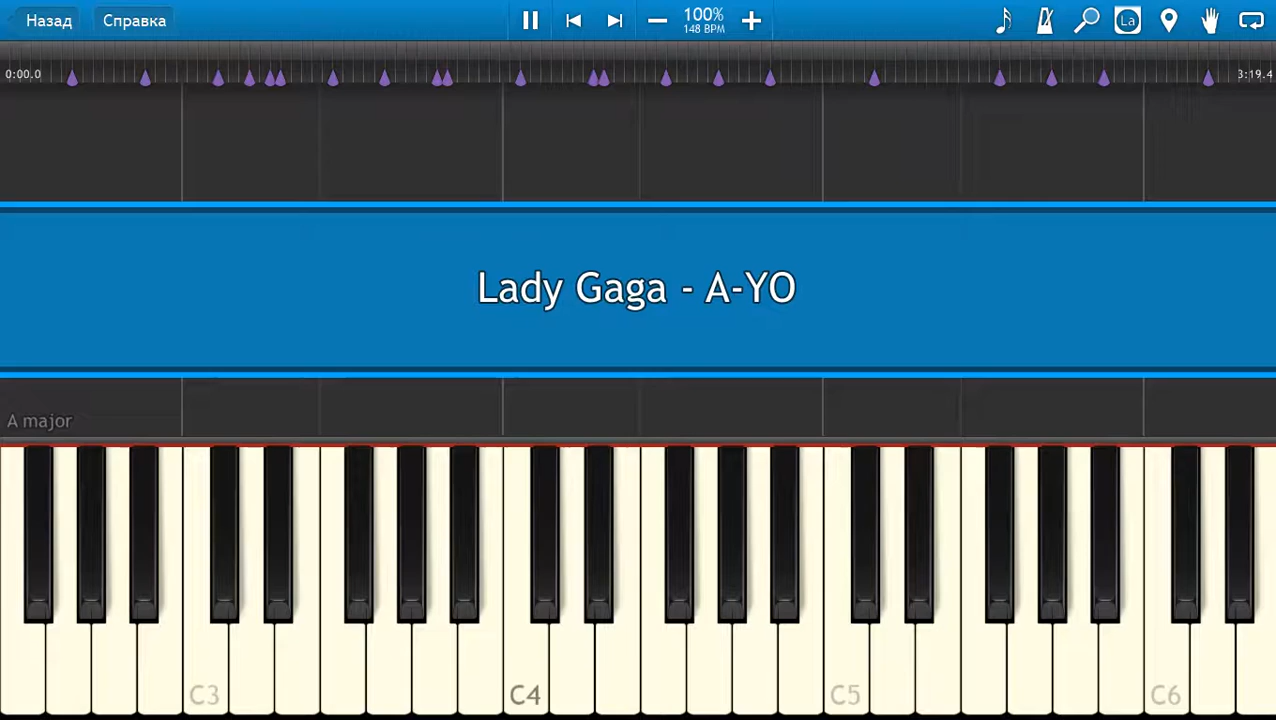 Назад
Справка
100%
148 BPM
La
0:00.0
3:19.4
Lady Gaga - A-YO
A major
C3
C4
C5
C6